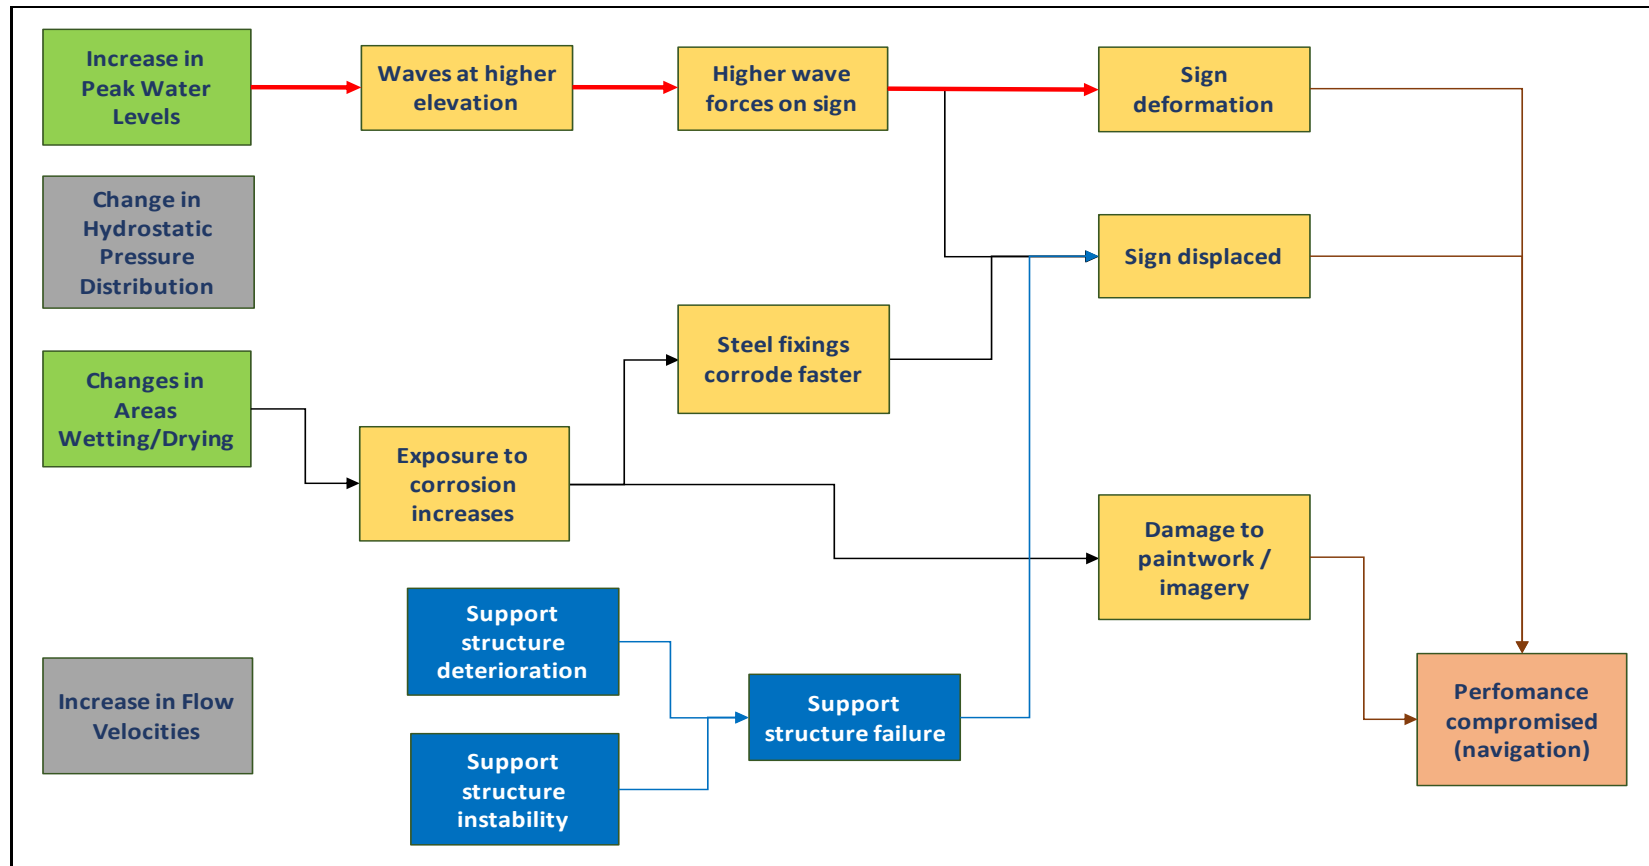 Increase in
Peak Water
Levels
Waves at higher
elevation
Higher wave
forces on sign
Sign
deformation
Change in
Hydrostatic
Pressure
Distribution
Sign displaced
Steel fixings
corrode faster
Changes in
Areas
Wetting/Drying
Exposure to
corrosion
increases
Damage to
paintwork /
imagery
Support
structure
deterioration
Increase in Flow
Velocities
Support
structure failure
Perfomance
compromised
(navigation)
Support
structure
instability